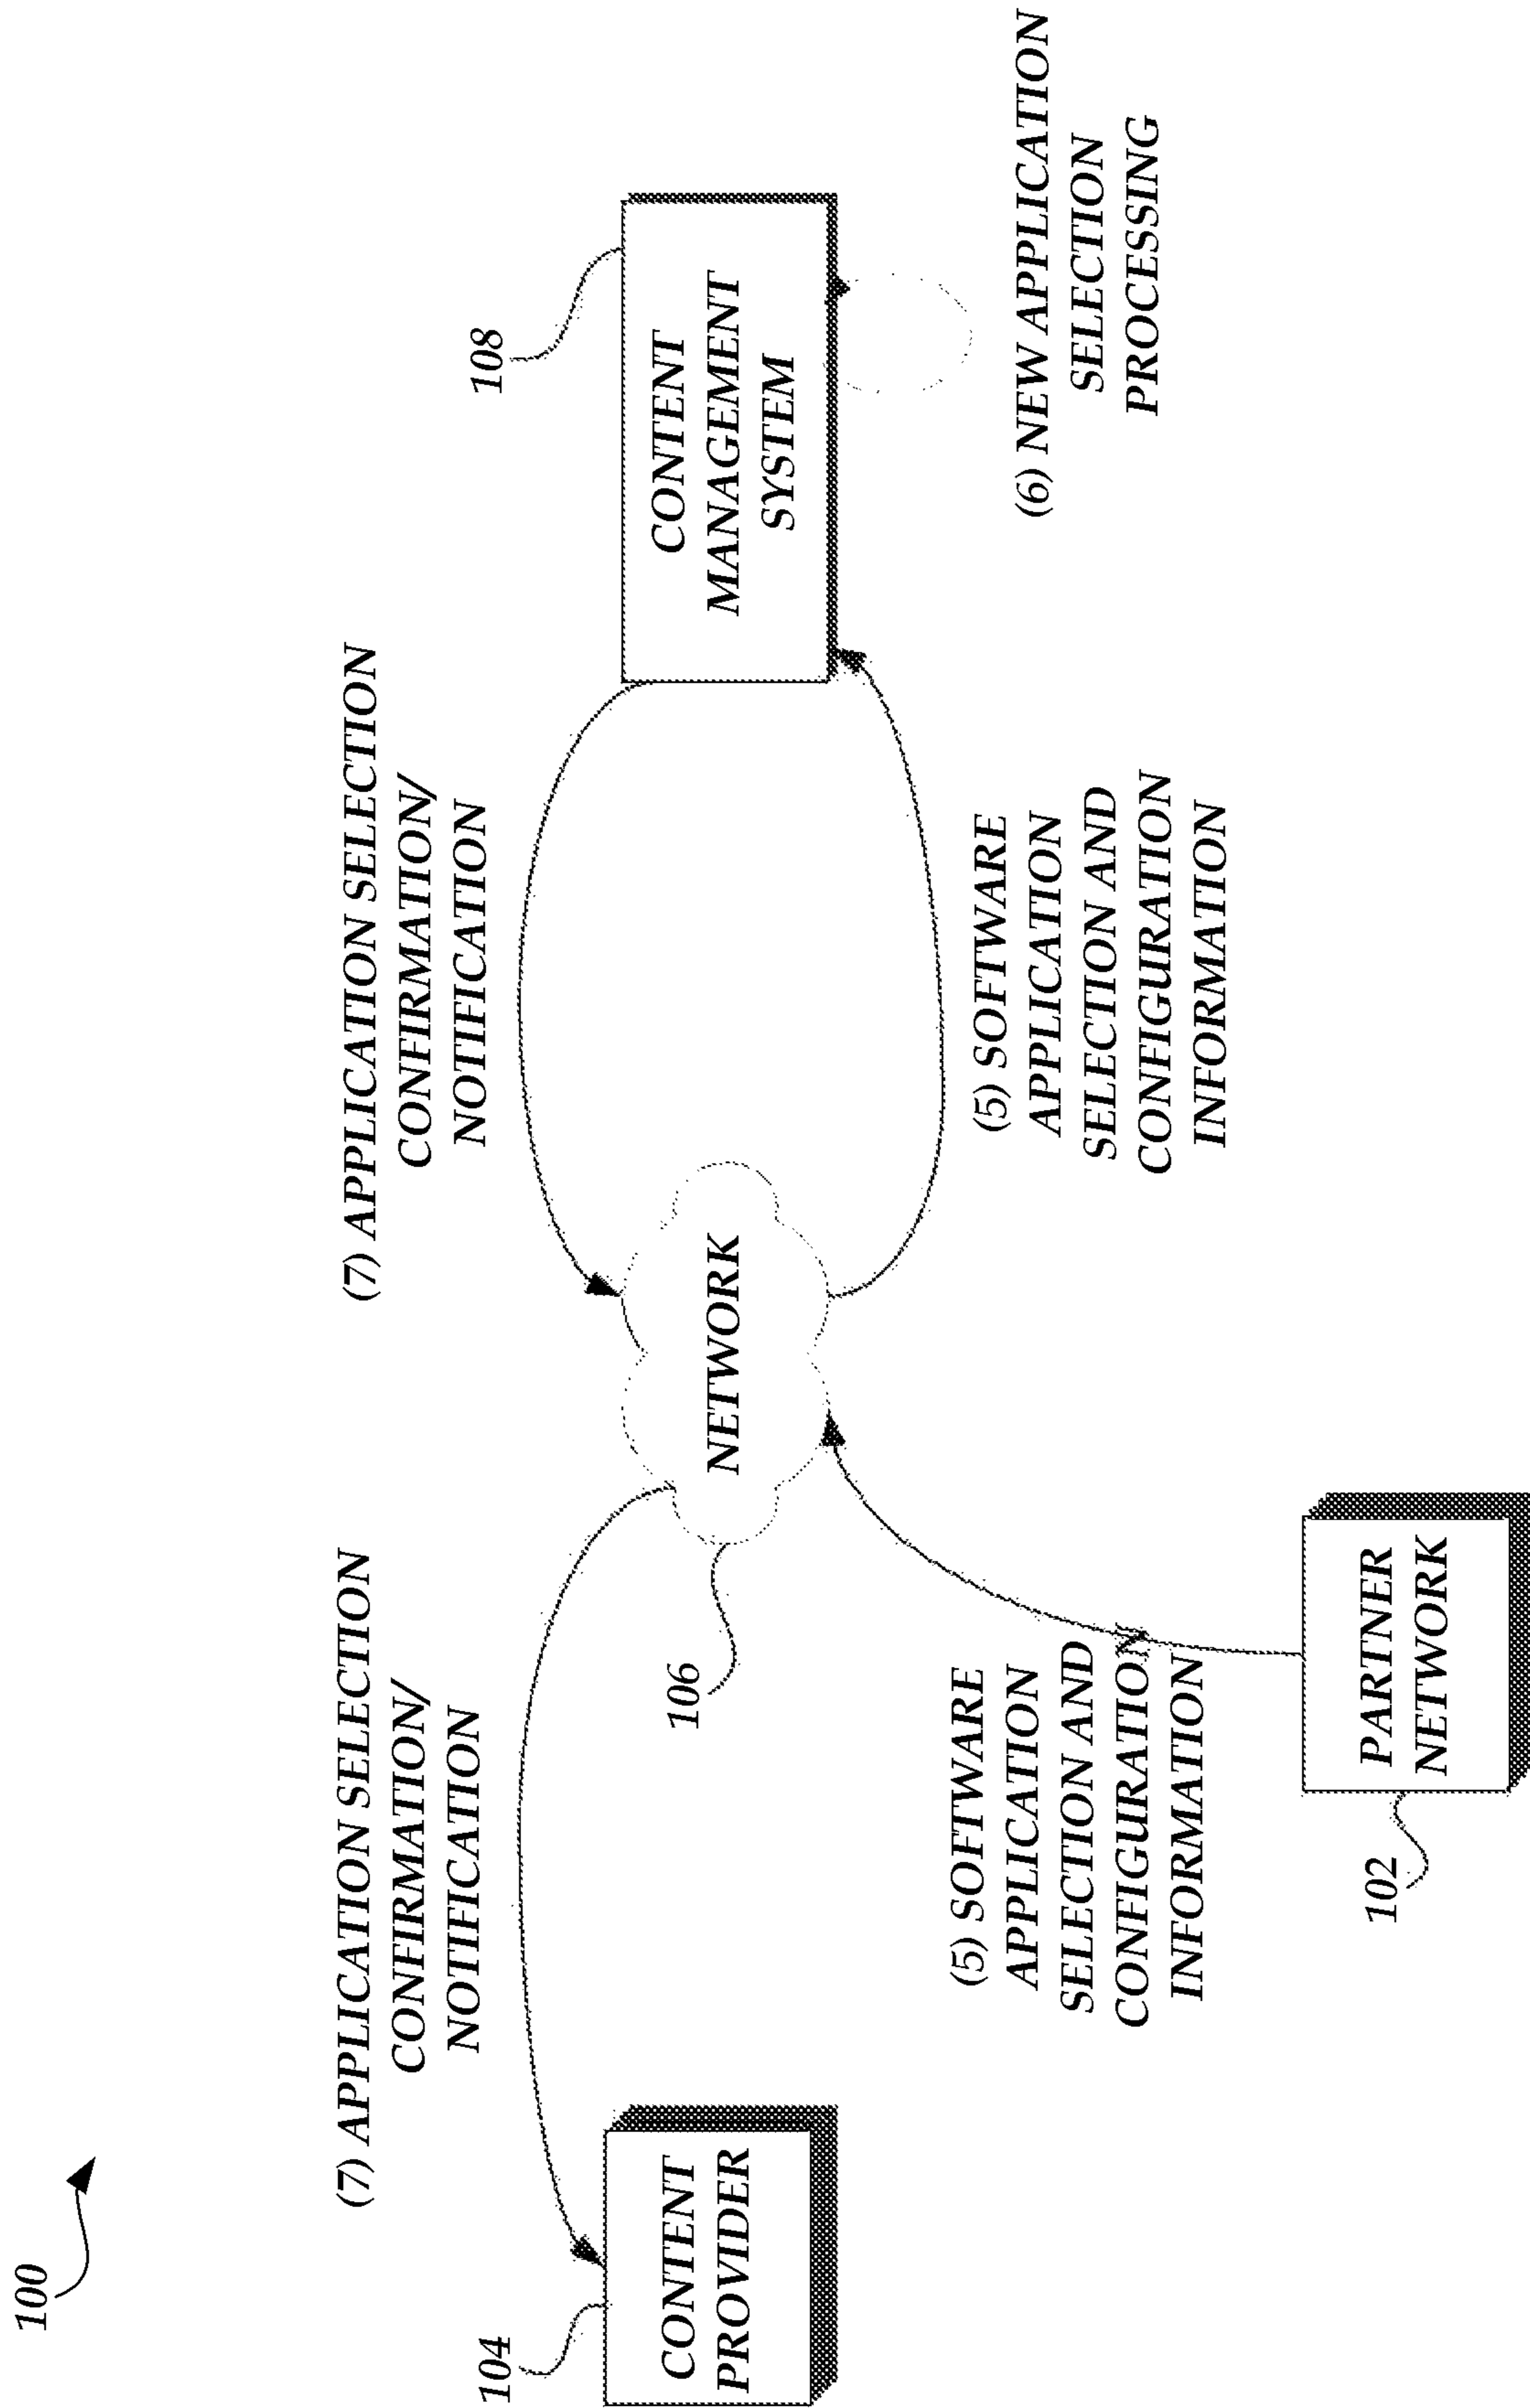 100
(7) APPLICATION SELECTION
CONFIRMATION/
NOTIFICATION
(7) APPLICATION SELECTION
CONFIRMATION/
NOTIFICATION
104
108
CONTENT
PROVIDER
106
NETWORK
CONTENT
MANAGEMENT
SYSTEM
(5) SOFTWARE
APPLICATION
SELECTION AND
CONFIGURATION
INFORMATION
(5) SOFTWARE
APPLICATION
SELECTION AND
CONFIGURATION
INFORMATION
(6) NEW APPLICATION
SELECTION
PROCESSING
102
PARTNER
NETWORK